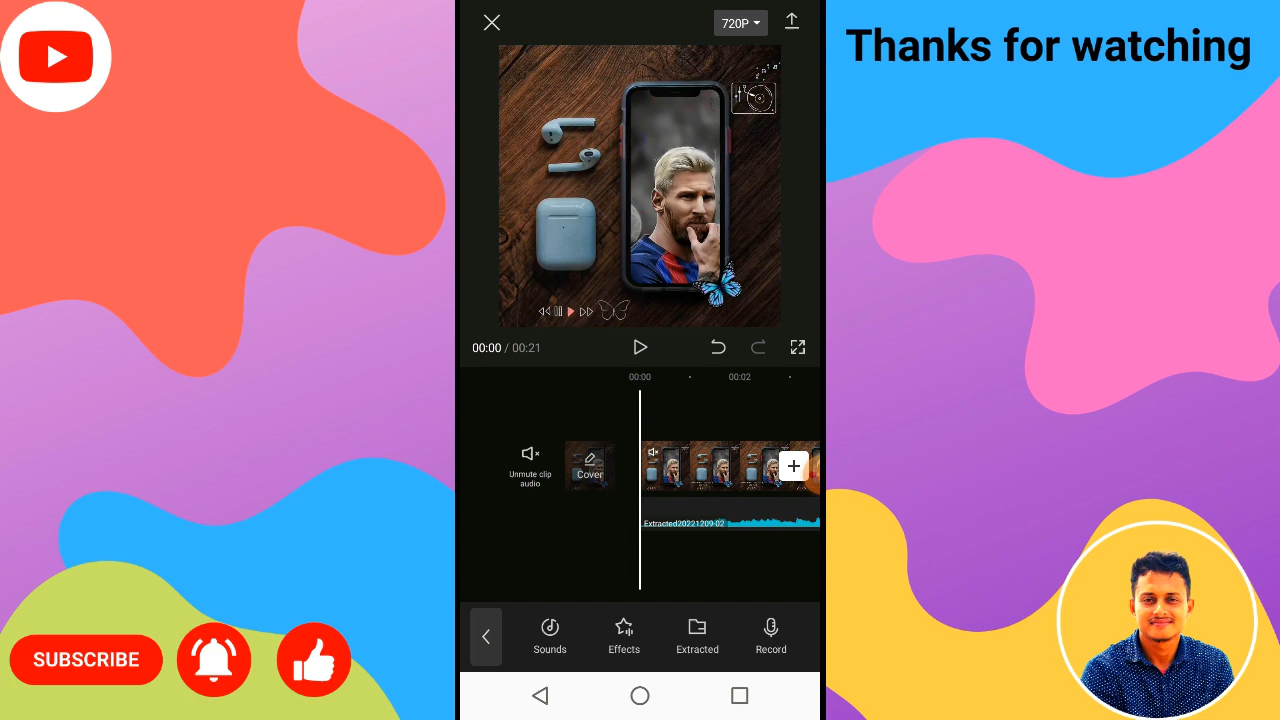 Thanks for watching
720P
00:00 / 00:21
00:00
00:02
Unmute clip
audio
Cover
Extracted20221209-02
SUBSCRIBE
Sounds
Effects
Extracted
Record